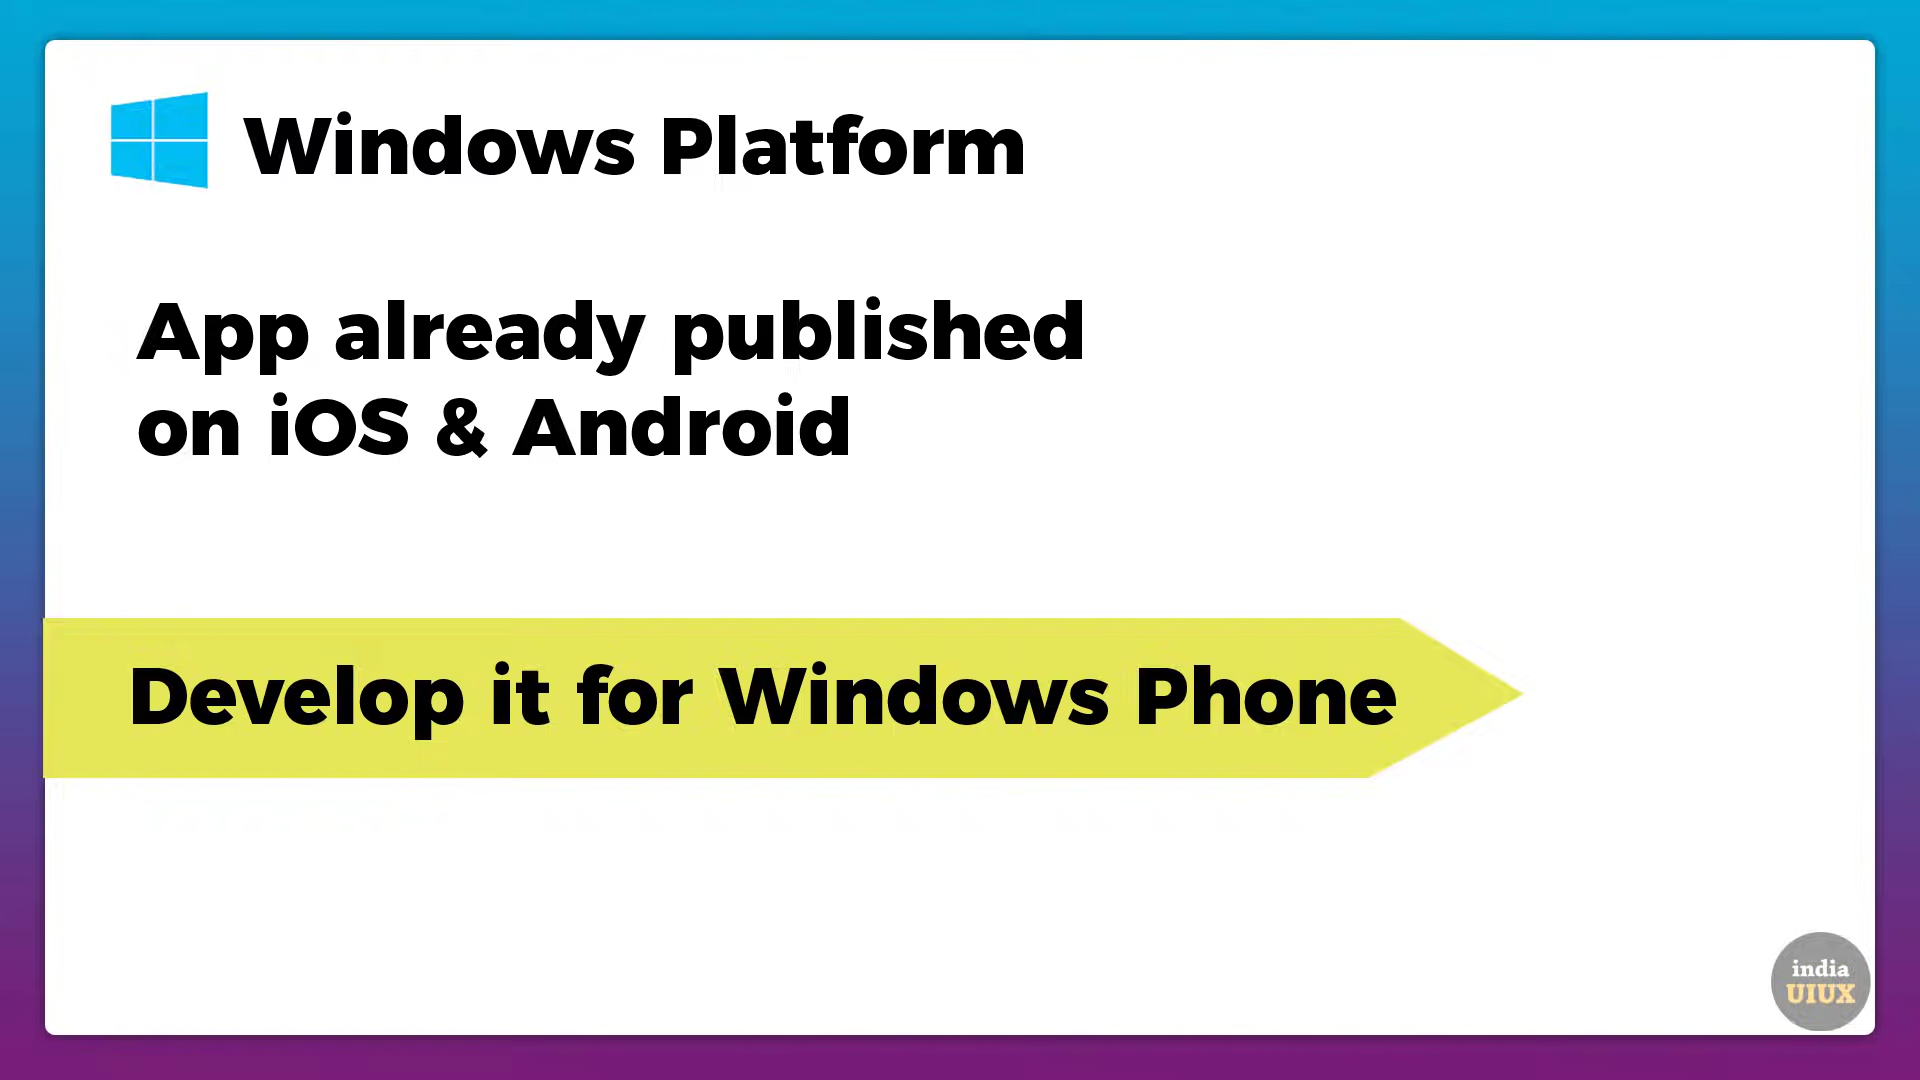 Windows Platform
App already published
on iOS & Android
Develop it for Windows Phone
india
UIUX